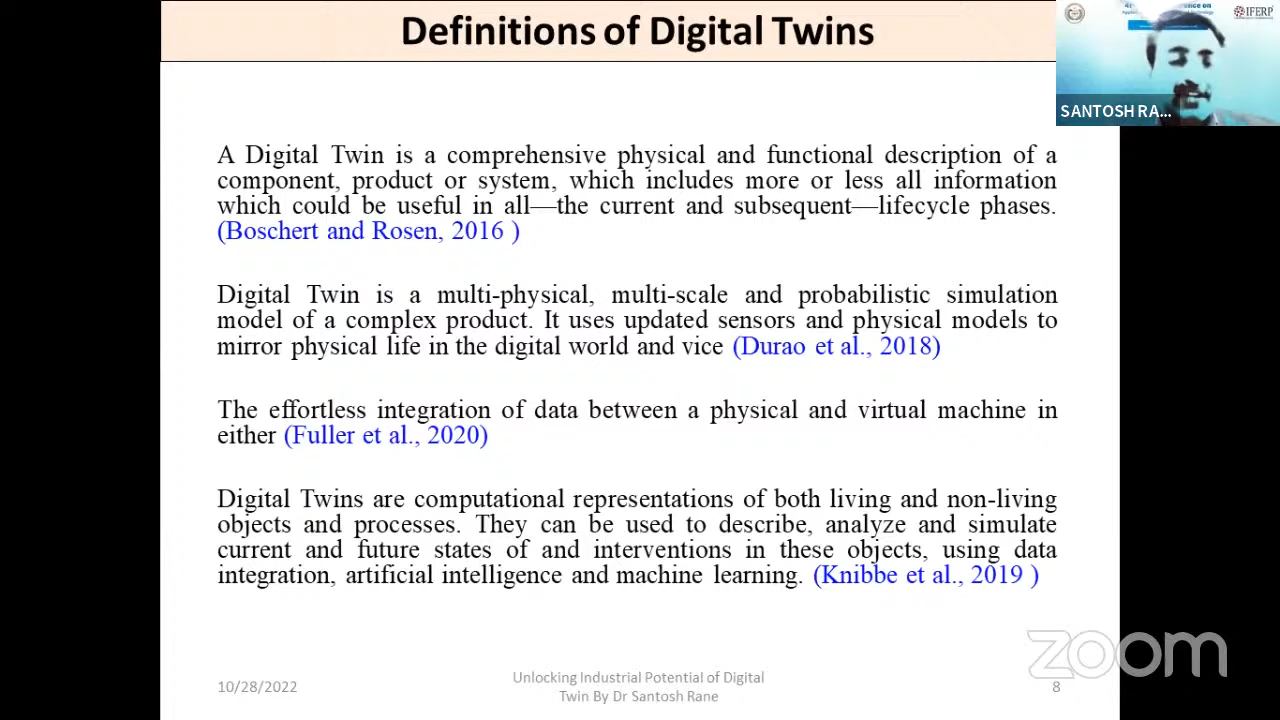 Definitions of Digital Twins
IFERP
SANTOSH RA...
A Digital Twin is a comprehensive physical and functional description of a
component, product or system, which includes more or less all information
which could be useful in all—the current and subsequent—lifecycle phases.
(Boschert and Rosen, 2016 )
Digital Twin is a multi-physical, multi-scale and probabilistic simulation
model of a complex product. It uses updated sensors and physical models to
mirror physical life in the digital world and vice (Durao et al., 2018)
The effortless integration of data between a physical and virtual machine in
either (Fuller et al., 2020)
Digital Twins are computational representations of both living and non-living
objects and processes. They can be used to describe, analyze and simulate
current and future states of and interventions in these objects, using data
integration, artificial intelligence and machine learning. (Knibbe et al., 2019 )
zoom
10/28/2022
Unlocking Industrial Potential of Digital
Twin By Dr Santosh Rane
8